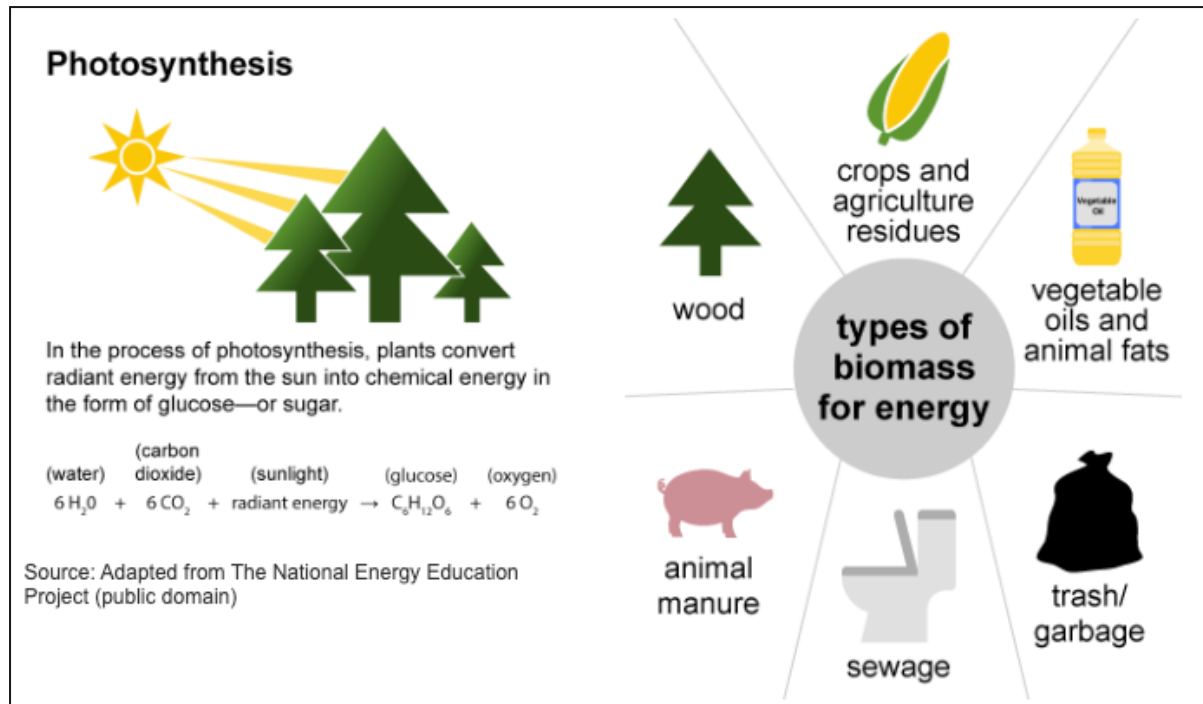 Photosynthesis
In the process of photosynthesis, plants convert
radiant energy from the sun into chemical energy in
the form of glucose—or sugar.
(water) (carbon dioxide) (sunlight) (glucose) (oxygen)
6 H₂0 + 6 CO₂ + radiant energy → C₆H₁₂O₆ + 6 O₂
Source: Adapted from The National Energy Education
Project (public domain)
crops and
agriculture
residues
wood
Vegetable
Oil
vegetable
oils and
animal fats
types of
biomass
for energy
animal
manure
sewage
trash/
garbage